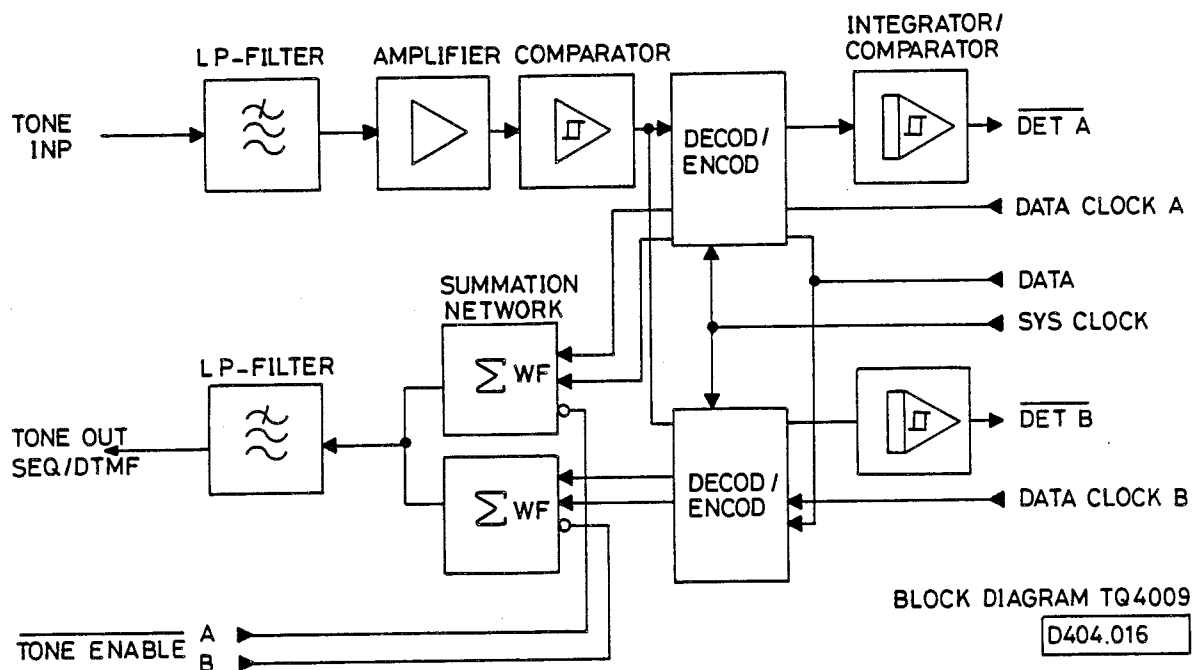 INTEGRATOR/
COMPARATOR
LP-FILTER
AMPLIFIER
COMPARATOR
TONE
INP
DECOD/
ENCOD
DET A
DATA CLOCK A
SUMMATION
NETWORK
DATA
SYS CLOCK
LP-FILTER
Σ WF
DET B
TONE OUT
SEQ/DTMF
Σ WF
DECOD/
ENCOD
DATA CLOCK B
BLOCK DIAGRAM TQ4009
D404.016
TONE ENABLE A
B